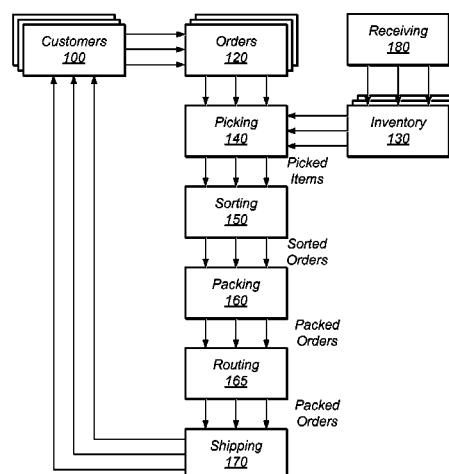 Customers
100
Orders
120
Receiving
180
Picking
140
Inventory
130
Picked
Items
Sorting
150
Sorted
Orders
Packing
160
Packed
Orders
Routing
165
Packed
Orders
Shipping
170